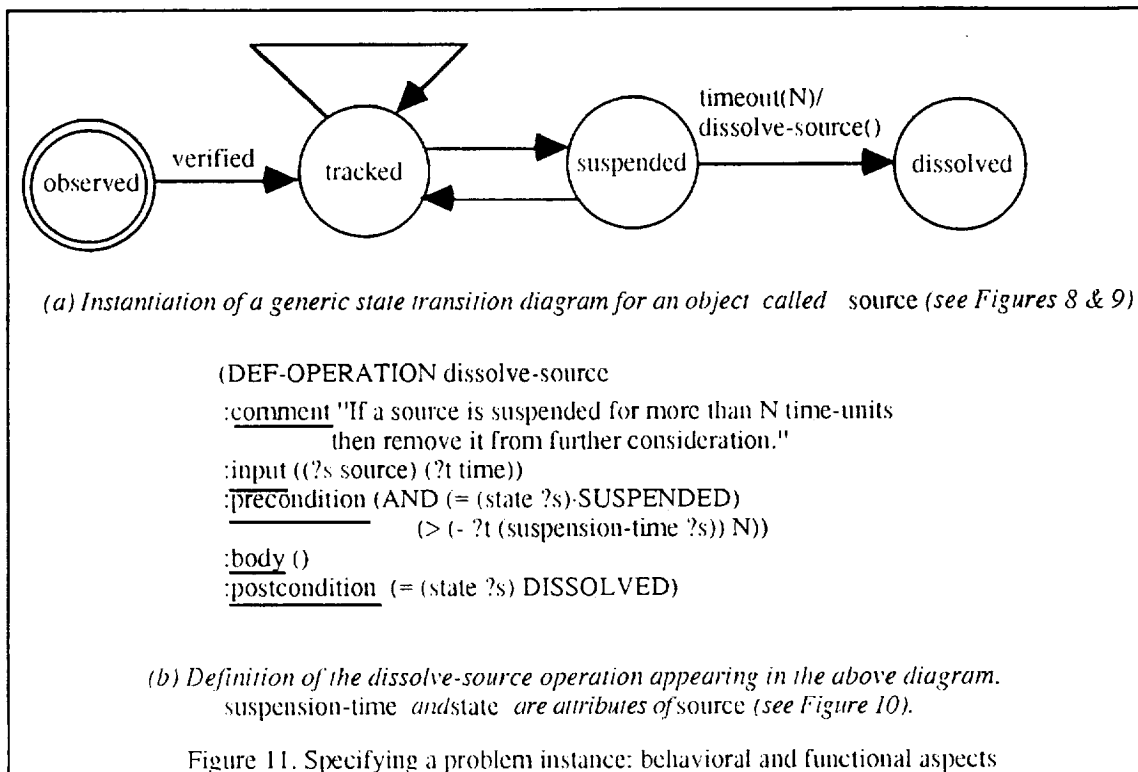 timeout(N)/
dissolve-source()
verified
observed
tracked
suspended
dissolved
(a) Instantiation of a generic state transition diagram for an object called source (see Figures 8 & 9)
(DEF-OPERATION dissolve-source
:comment "If a source is suspended for more than N time-units
then remove it from further consideration."
:input ((?s source) (?t time))
:precondition (AND (= (state ?s) SUSPENDED)
(> (- ?t (suspension-time ?s)) N))
:body ()
:postcondition (= (state ?s) DISSOLVED)
(b) Definition of the dissolve-source operation appearing in the above diagram.
suspension-time and state are attributes of source (see Figure 10).
Figure 11. Specifying a problem instance: behavioral and functional aspects